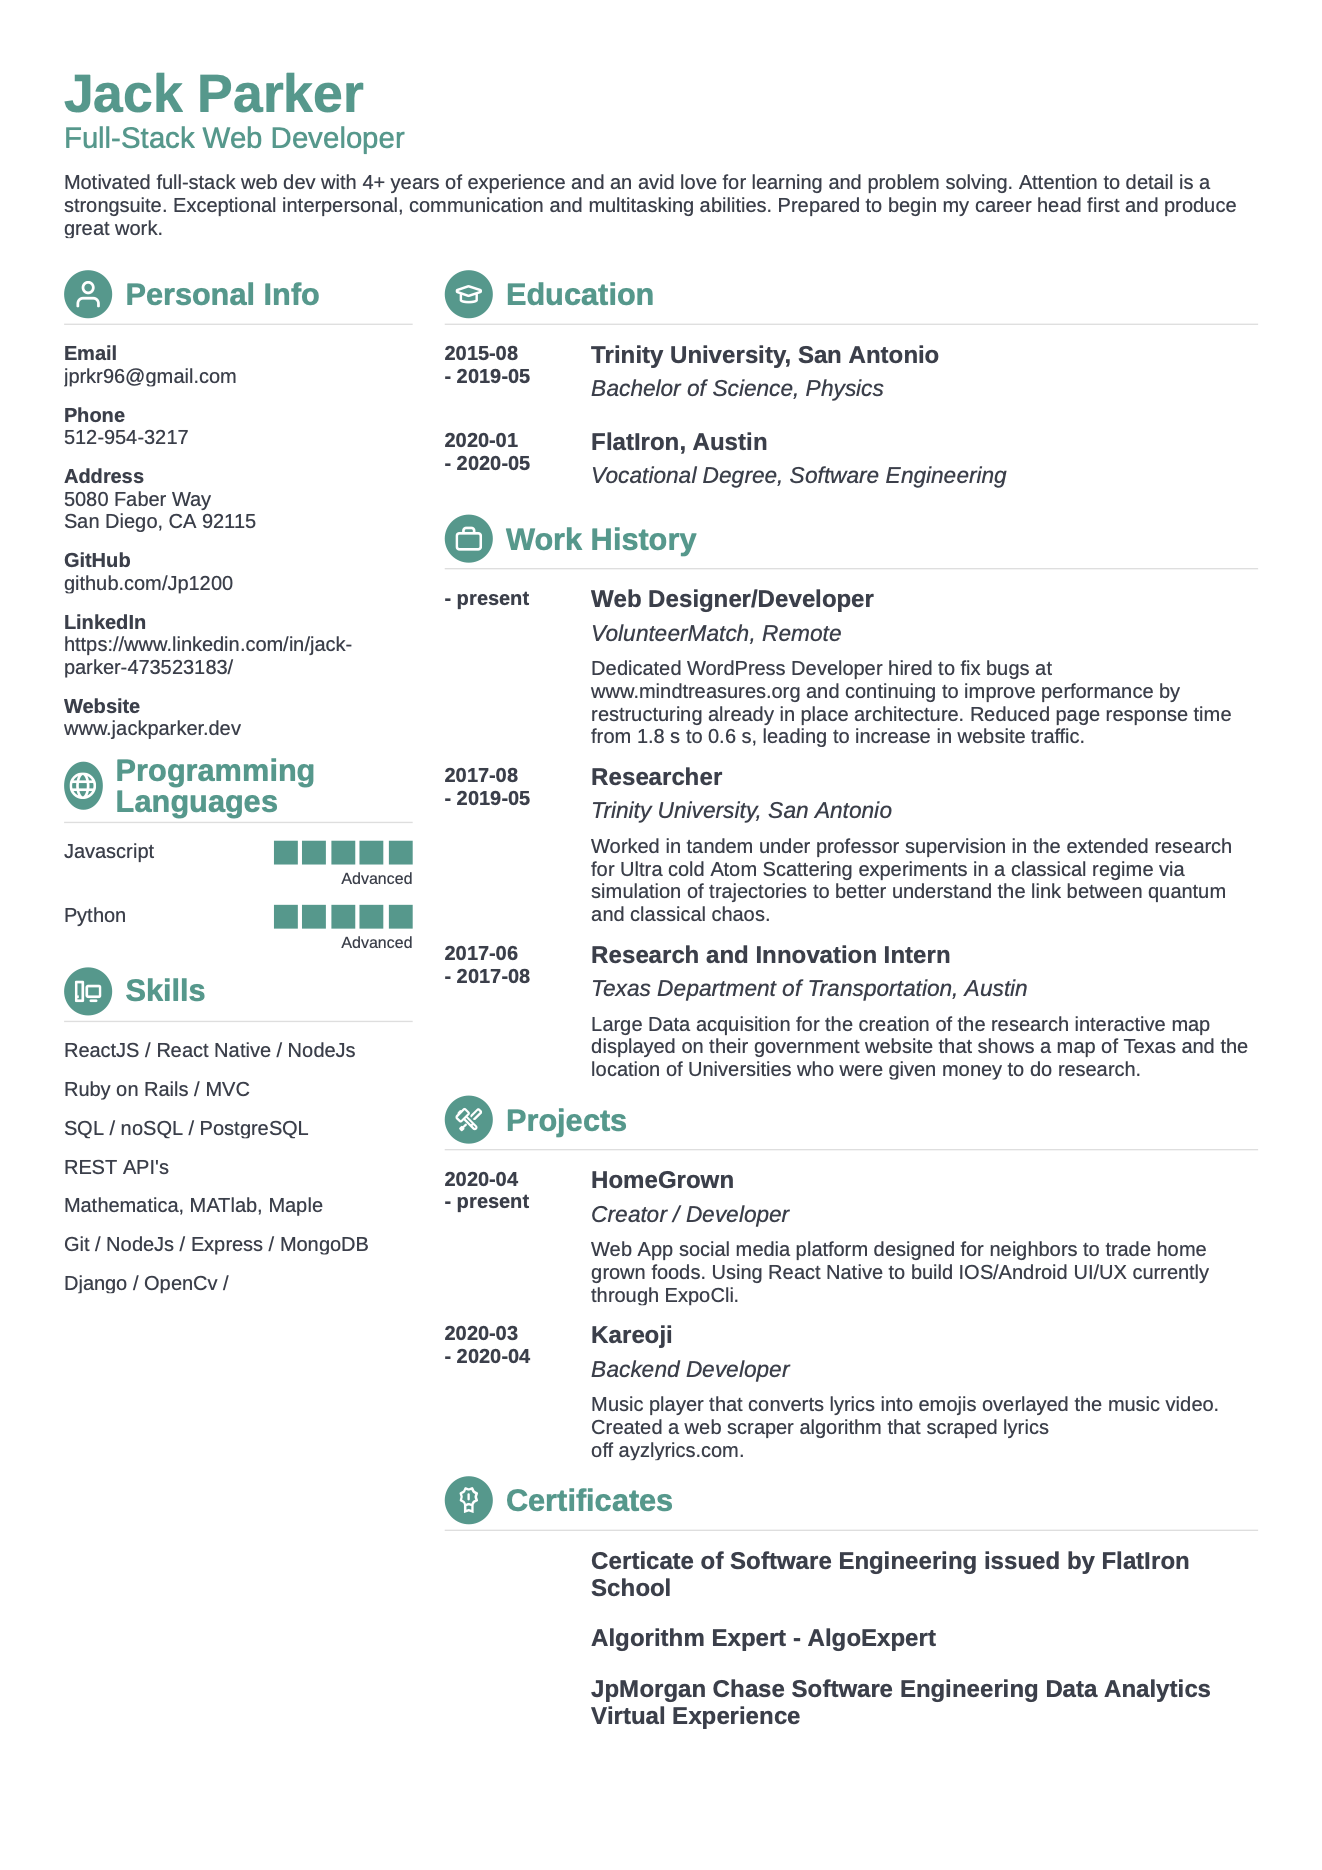 Jack Parker
Full-Stack Web Developer
Motivated full-stack web dev with 4+ years of experience and an avid love for learning and problem solving. Attention to detail is a
strongsuite. Exceptional interpersonal, communication and multitasking abilities. Prepared to begin my career head first and produce
great work.
Personal Info
Email
jprkr96@gmail.com
Phone
512-954-3217
Address
5080 Faber Way
San Diego, CA 92115
GitHub
github.com/Jp1200
LinkedIn
https://www.linkedin.com/in/jack-
parker-473523183/
Website
www.jackparker.dev
Programming
Languages
Javascript
Advanced
Python
Advanced
Skills
ReactJS / React Native / NodeJs
Ruby on Rails / MVC
SQL / noSQL / PostgreSQL
REST API's
Mathematica, MATlab, Maple
Git / NodeJs / Express / MongoDB
Django / OpenCv /
Education
2015-08
- 2019-05
Trinity University, San Antonio
Bachelor of Science, Physics
2020-01
- 2020-05
FlatIron, Austin
Vocational Degree, Software Engineering
Work History
- present
Web Designer/Developer
VolunteerMatch, Remote
Dedicated WordPress Developer hired to fix bugs at
www.mindtreasures.org and continuing to improve performance by
restructuring already in place architecture. Reduced page response time
from 1.8 s to 0.6 s, leading to increase in website traffic.
2017-08
- 2019-05
Researcher
Trinity University, San Antonio
Worked in tandem under professor supervision in the extended research
for Ultra cold Atom Scattering experiments in a classical regime via
simulation of trajectories to better understand the link between quantum
and classical chaos.
2017-06
- 2017-08
Research and Innovation Intern
Texas Department of Transportation, Austin
Large Data acquisition for the creation of the research interactive map
displayed on their government website that shows a map of Texas and the
location of Universities who were given money to do research.
Projects
2020-04
- present
HomeGrown
Creator / Developer
Web App social media platform designed for neighbors to trade home
grown foods. Using React Native to build IOS/Android UI/UX currently
through ExpoCli.
2020-03
- 2020-04
Kareoji
Backend Developer
Music player that converts lyrics into emojis overlayed the music video.
Created a web scraper algorithm that scraped lyrics
off ayzlyrics.com.
Certificates
Certicate of Software Engineering issued by FlatIron
School
Algorithm Expert - AlgoExpert
JpMorgan Chase Software Engineering Data Analytics
Virtual Experience